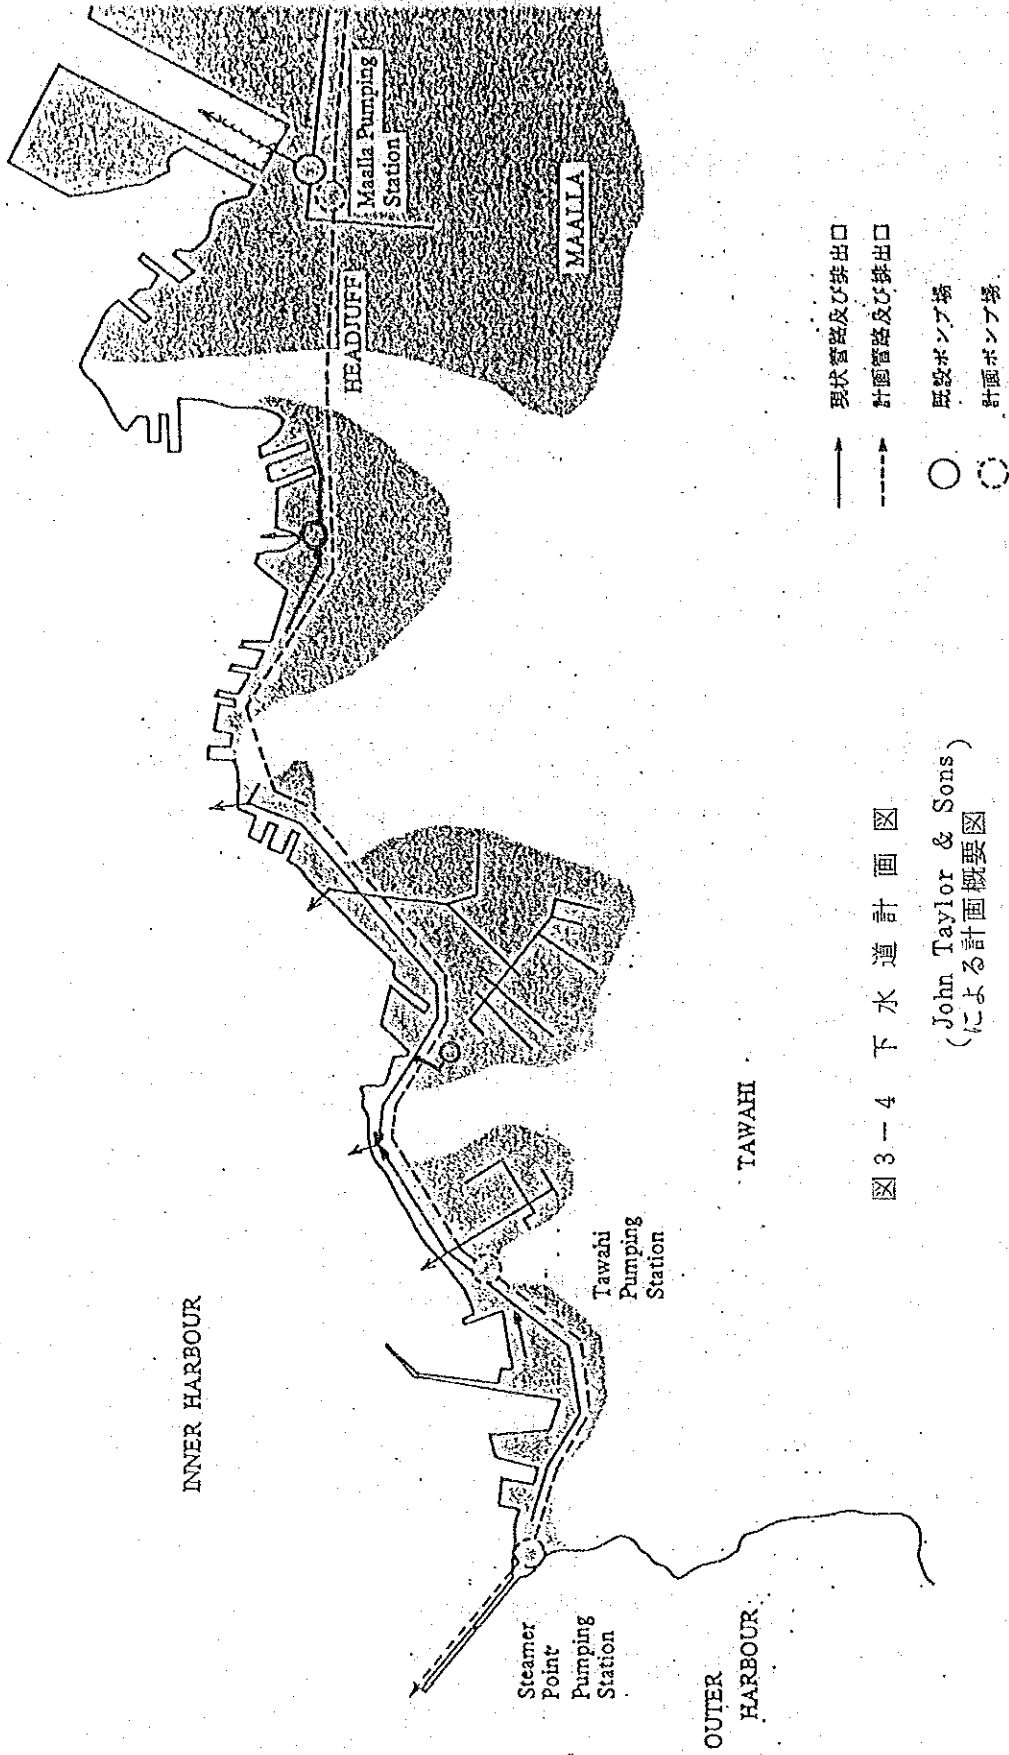 INNER HARBOUR
OUTER
HARBOUR
Steamer
Point
Pumping
Station
Tawahi
Pumping
Station
TAWAHI
HEADIUFF
Maalla Pumping
Station
MAALLA
現状管路及び排出口
計画管路及び排出口
既設ポンプ場
計画ポンプ場
図3-4 下水道計画図
(John Taylor & Sons
による計画概要図)